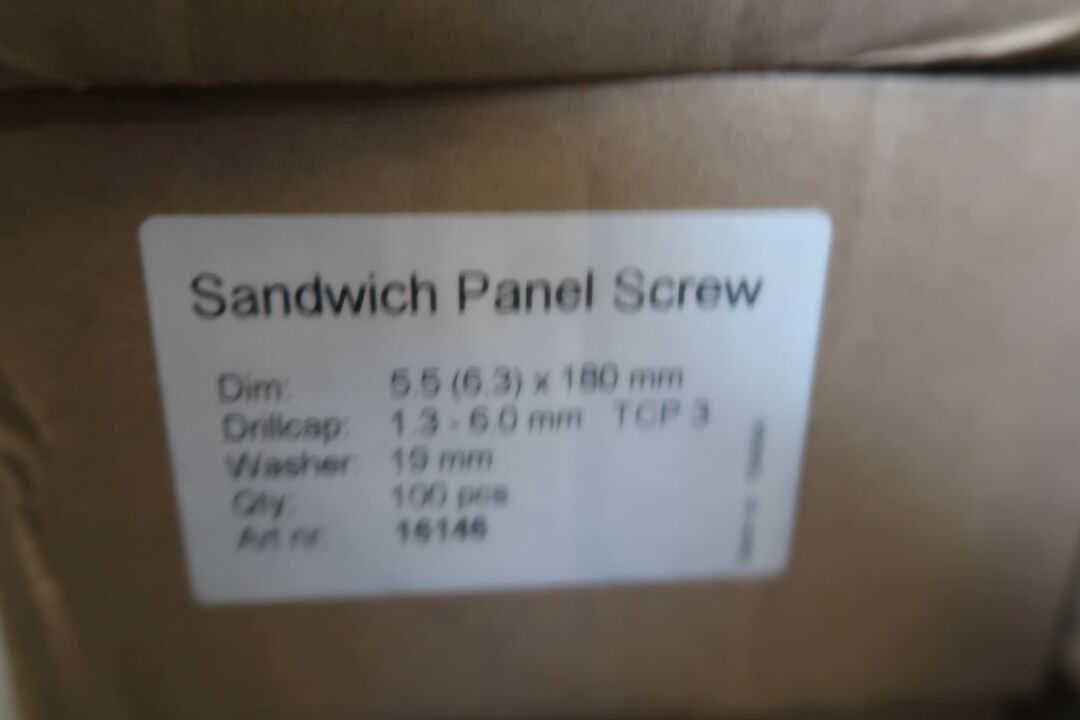 Sandwich Panel Screw
Dim: 5.5 (6.3) x 180 mm
Drillcap: 1.3 - 6.0 mm TCP 3
Washer: 19 mm
Qty: 100 pcs
Art nr: 16146